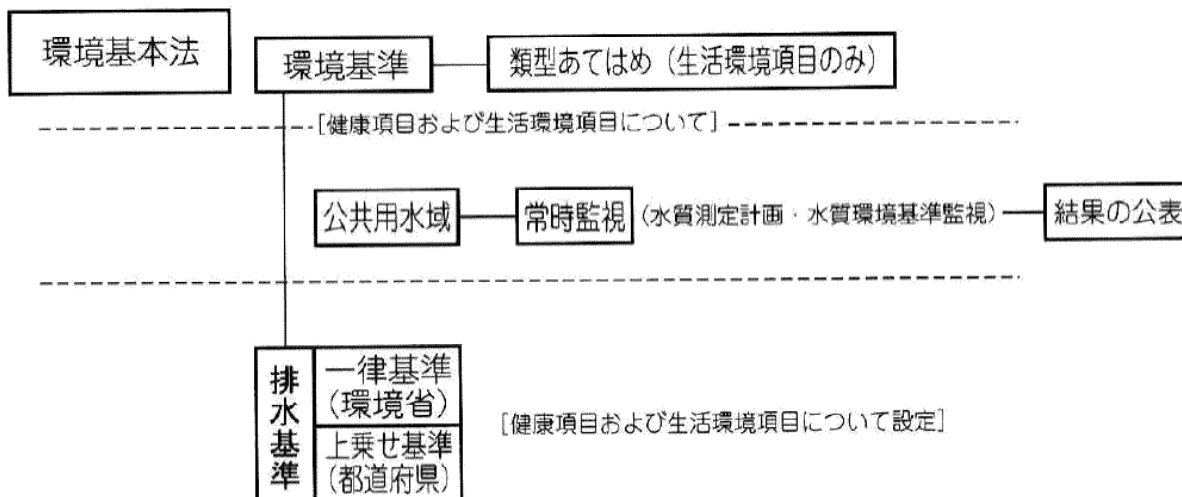 環境基本法
環境基準
類型あてはめ（生活環境項目のみ）
[健康項目および生活環境項目について]
公共用水域
常時監視
（水質測定計画・水質環境基準監視）
結果の公表
排水基準
一律基準
（環境省）
上乗せ基準
（都道府県）
[健康項目および生活環境項目について設定]